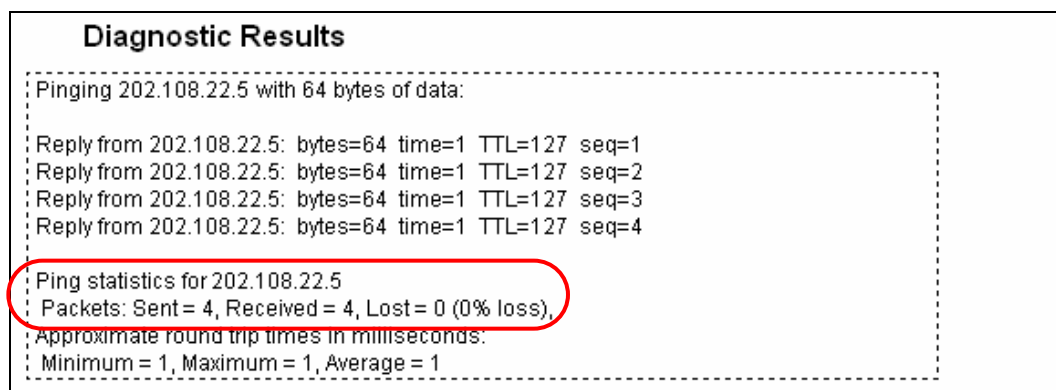 Diagnostic Results
Pinging 202.108.22.5 with 64 bytes of data:
Reply from 202.108.22.5: bytes=64 time=1 TTL=127 seq=1
Reply from 202.108.22.5: bytes=64 time=1 TTL=127 seq=2
Reply from 202.108.22.5: bytes=64 time=1 TTL=127 seq=3
Reply from 202.108.22.5: bytes=64 time=1 TTL=127 seq=4
Ping statistics for 202.108.22.5
Packets: Sent = 4, Received = 4, Lost = 0 (0% loss),
Approximate round trip times in milliseconds:
Minimum = 1, Maximum = 1, Average = 1